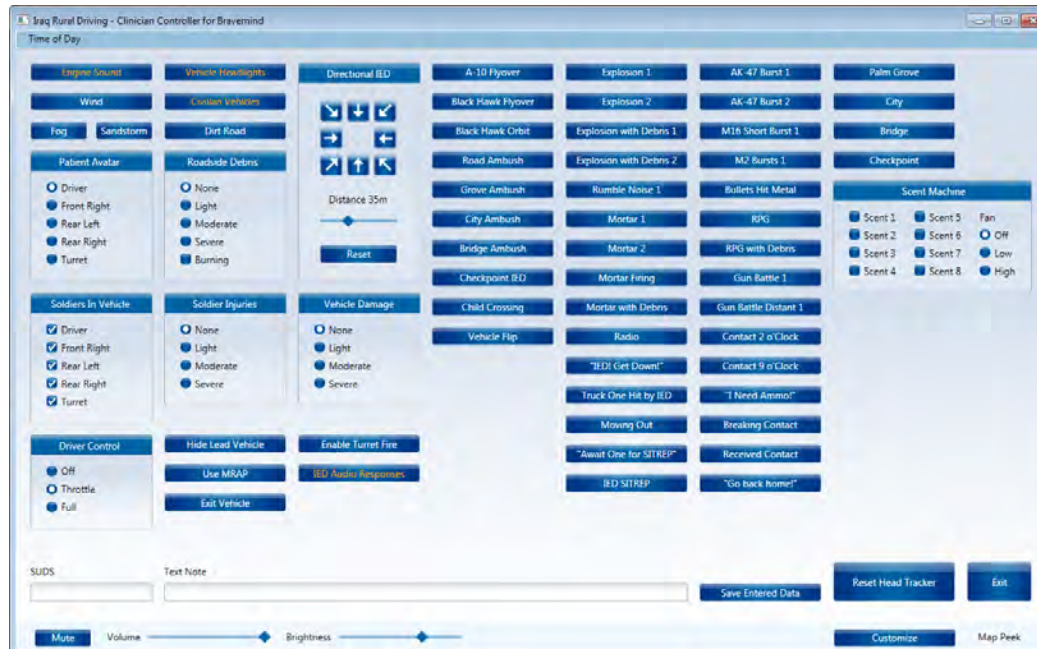 Iraq Rural Driving - Clinician Controller for Bravemind
Time of Day
Engine Sound
Vehicle Headlights
Directional IED
A-10 Flyover
Explosion 1
AK-47 Burst 1
Palm Grove
Wind
Civilian Vehicles
Black Hawk Flyover
Explosion 2
AK-47 Burst 2
City
Fog
Sandstorm
Dirt Road
Black Hawk Orbit
Explosion with Debris 1
M16 Short Burst 1
Bridge
Patient Avatar
Driver
Front Right
Rear Left
Rear Right
Turret
Roadside Debris
None
Light
Moderate
Severe
Burning
Distance 35m
Reset
Road Ambush
Explosion with Debris 2
M2 Bursts 1
Checkpoint
Grove Ambush
Rumble Noise 1
Bullets Hit Metal
City Ambush
Mortar 1
RPG
Bridge Ambush
Mortar 2
RPG with Debris
Checkpoint IED
Mortar Firing
Gun Battle 1
Scent Machine
Scent 1
Scent 5
Fan
Scent 2
Scent 6
Off
Scent 3
Scent 7
Low
Scent 4
Scent 8
High
Soldiers In Vehicle
Driver
Front Right
Rear Left
Rear Right
Turret
Soldier Injuries
None
Light
Moderate
Severe
Vehicle Damage
None
Light
Moderate
Severe
Child Crossing
Mortar with Debris
Gun Battle Distant 1
Vehicle Flip
Radio
Contact 2 o'Clock
"IED! Get Down!"
Contact 9 o'Clock
Truck One Hit by IED
"I Need Ammo!"
Moving Out
Breaking Contact
"Await One for SITREP"
Received Contact
IED SITREP
"Go back home!"
Driver Control
Off
Throttle
Full
Hide Lead Vehicle
Use MRAP
Exit Vehicle
Enable Turret Fire
IED Audio Responses
SUDS
Text Note
Save Entered Data
Reset Head Tracker
Exit
Mute
Volume
Brightness
Customize
Map Peek